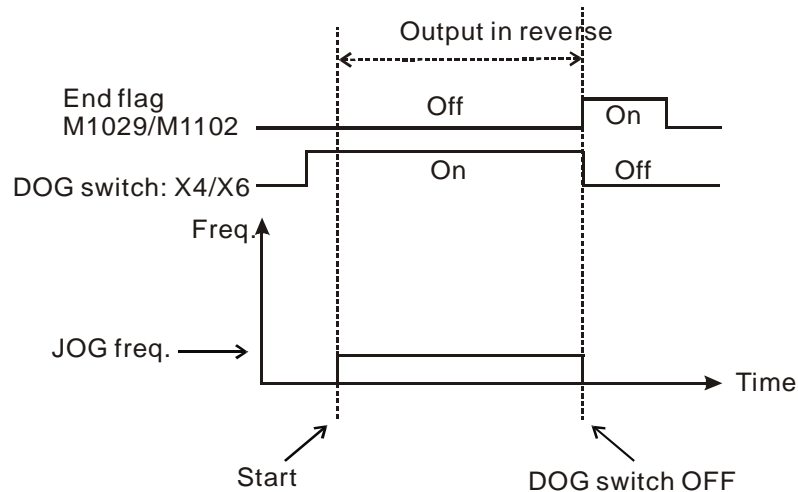 Output in reverse
End flag
M1029/M1102
Off
On
DOG switch: X4/X6
On
Off
Freq.
JOG freq.
Time
Start
DOG switch OFF